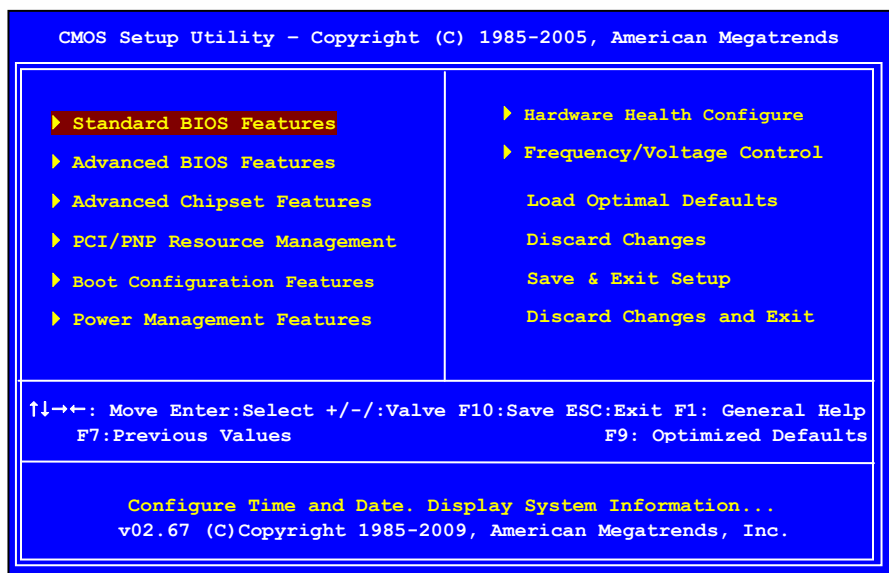 CMOS Setup Utility – Copyright (C) 1985-2005, American Megatrends
Standard BIOS Features
Advanced BIOS Features
Advanced Chipset Features
PCI/PNP Resource Management
Boot Configuration Features
Power Management Features
Hardware Health Configure
Frequency/Voltage Control
Load Optimal Defaults
Discard Changes
Save & Exit Setup
Discard Changes and Exit
↑↓→←: Move Enter:Select +/-/:Valve F10:Save ESC:Exit F1: General Help
F7:Previous Values F9: Optimized Defaults
Configure Time and Date. Display System Information...
v02.67 (C)Copyright 1985-2009, American Megatrends, Inc.